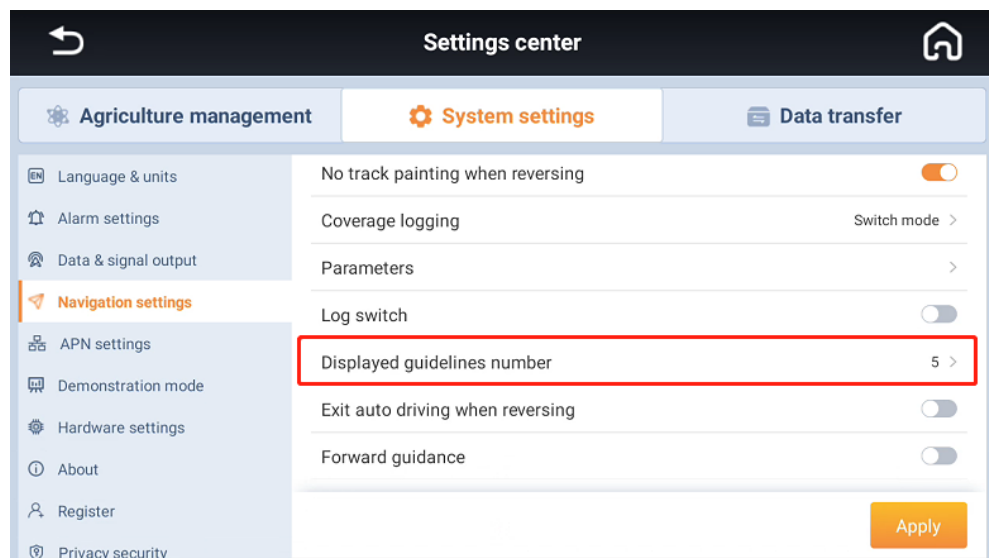 Settings center
Agriculture management
System settings
Data transfer
EN
Language & units
Alarm settings
Data & signal output
Navigation settings
APN settings
Demonstration mode
Hardware settings
About
Register
Privacy security
No track painting when reversing
Coverage logging Switch mode
Parameters
Log switch
Displayed guidelines number 5
Exit auto driving when reversing
Forward guidance
Apply